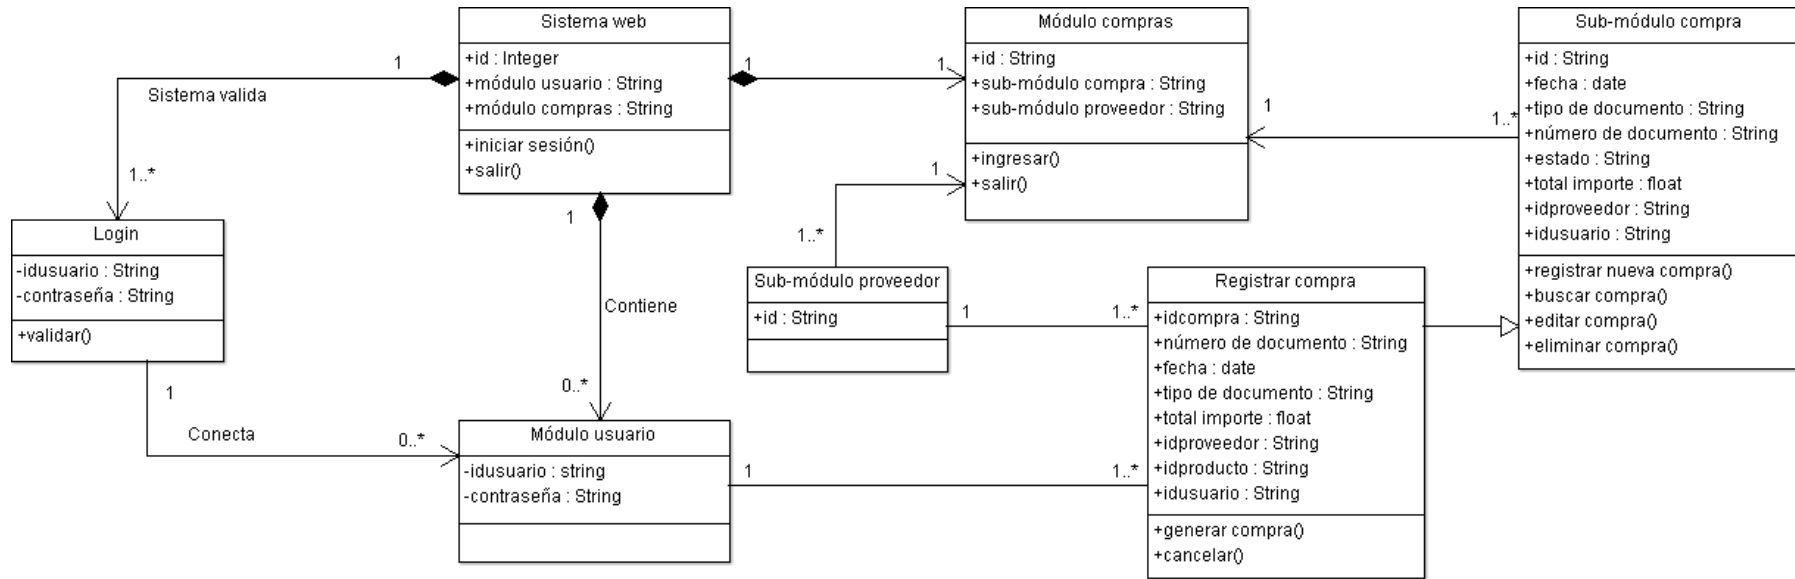 Sistema web
+id : Integer
+módulo usuario : String
+módulo compras : String
+iniciar sesión()
+salir()
Módulo compras
+id : String
+sub-módulo compra : String
+sub-módulo proveedor : String
+ingresar()
+salir()
Sub-módulo compra
+id : String
+fecha : date
+tipo de documento : String
+número de documento : String
+estado : String
+total importe : float
+idproveedor : String
+idusuario : String
+registrar nueva compra()
+buscar compra()
+editar compra()
+eliminar compra()
1
Sistema valida
1..*
1
1
1
1..*
1
1..*
1
Contiene
0..*
Login
-idusuario : String
-contraseña : String
+validar()
1
Conecta
0..*
Sub-módulo proveedor
+id : String
1
1..*
Registrar compra
+idcompra : String
+número de documento : String
+fecha : date
+tipo de documento : String
+total importe : float
+idproveedor : String
+idproducto : String
+idusuario : String
+generar compra()
+cancelar()
Módulo usuario
-idusuario : string
-contraseña : String
1
1..*